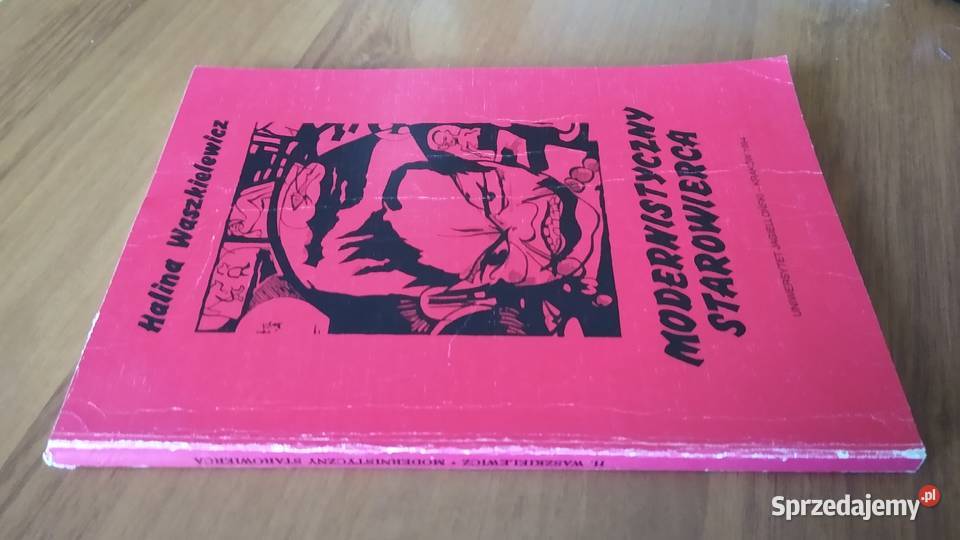 Halina Waszkielewicz
MODERNISTYCZNY
STAROWIERCA
UNIWERSYTET JAGIELLOŃSKI - KRAKÓW 1994
H. WASZKIELEWICZ • MODERNISTYCZNY STAROWIERCA
Sprzedajemy.pl